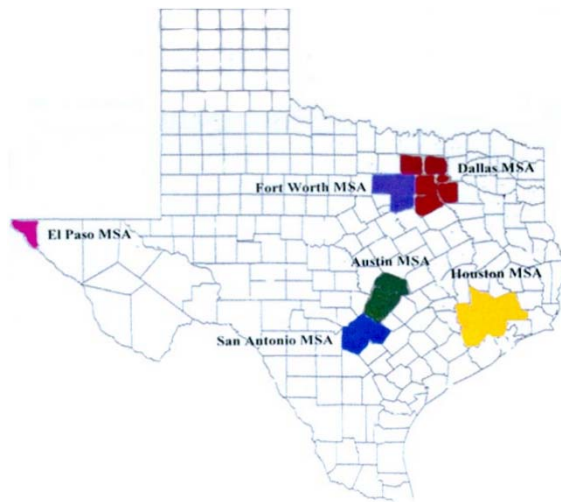 Dallas MSA
Fort Worth MSA
El Paso MSA
Austin MSA
Houston MSA
San Antonio MSA